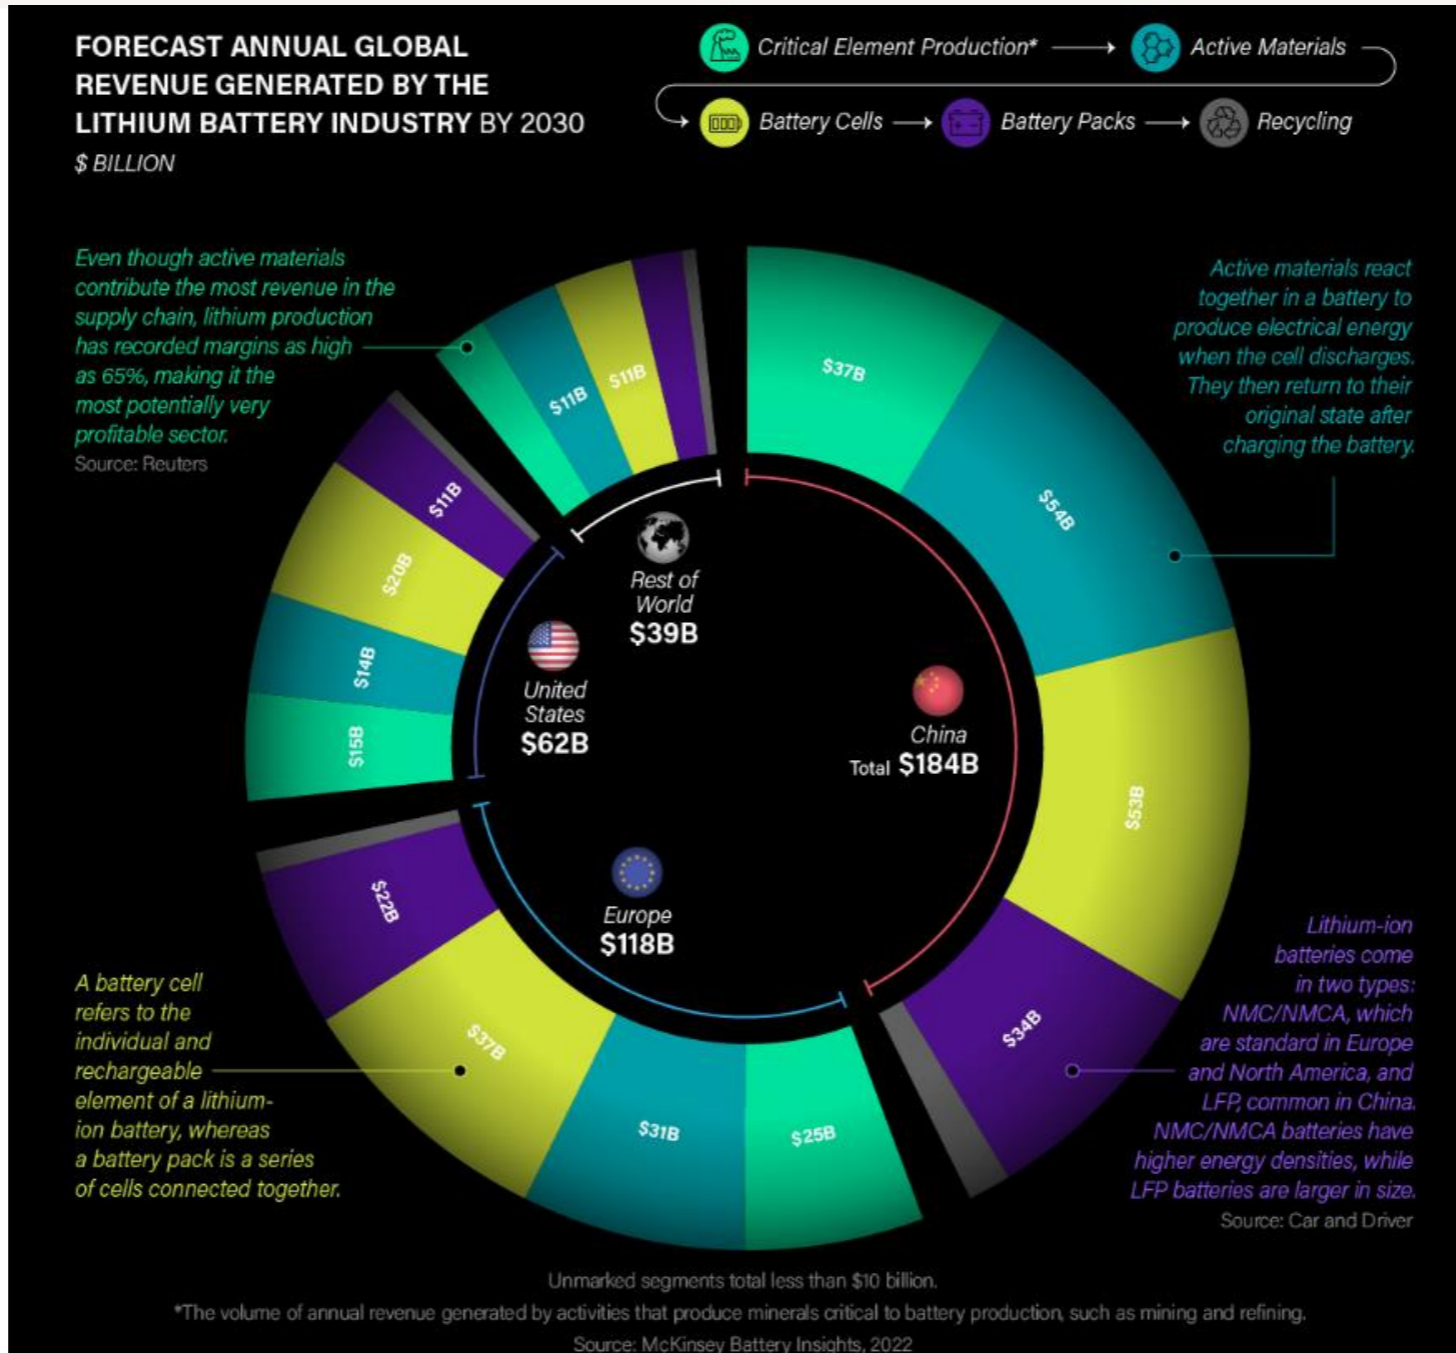 FORECAST ANNUAL GLOBAL
REVENUE GENERATED BY THE
LITHIUM BATTERY INDUSTRY BY 2030
$ BILLION
Critical Element Production*
Active Materials
Battery Cells
Battery Packs
Recycling
Even though active materials
contribute the most revenue in the
supply chain, lithium production
has recorded margins as high
as 65%, making it the
most potentially very
profitable sector.
Source: Reuters
Active materials react
together in a battery to
produce electrical energy
when the cell discharges.
They then return to their
original state after
charging the battery.
$37B
$54B
$53B
$34B
China
Total $184B
$25B
$31B
$37B
$22B
Europe
$118B
$15B
$14B
$20B
$11B
United
States
$62B
$11B
$11B
Rest of
World
$39B
A battery cell
refers to the
individual and
rechargeable
element of a lithium-
ion battery, whereas
a battery pack is a series
of cells connected together.
Lithium-ion
batteries come
in two types:
NMC/NMCA, which
are standard in Europe
and North America, and
LFP, common in China.
NMC/NMCA batteries have
higher energy densities, while
LFP batteries are larger in size.
Source: Car and Driver
Unmarked segments total less than $10 billion.
*The volume of annual revenue generated by activities that produce minerals critical to battery production, such as mining and refining.
Source: McKinsey Battery Insights, 2022